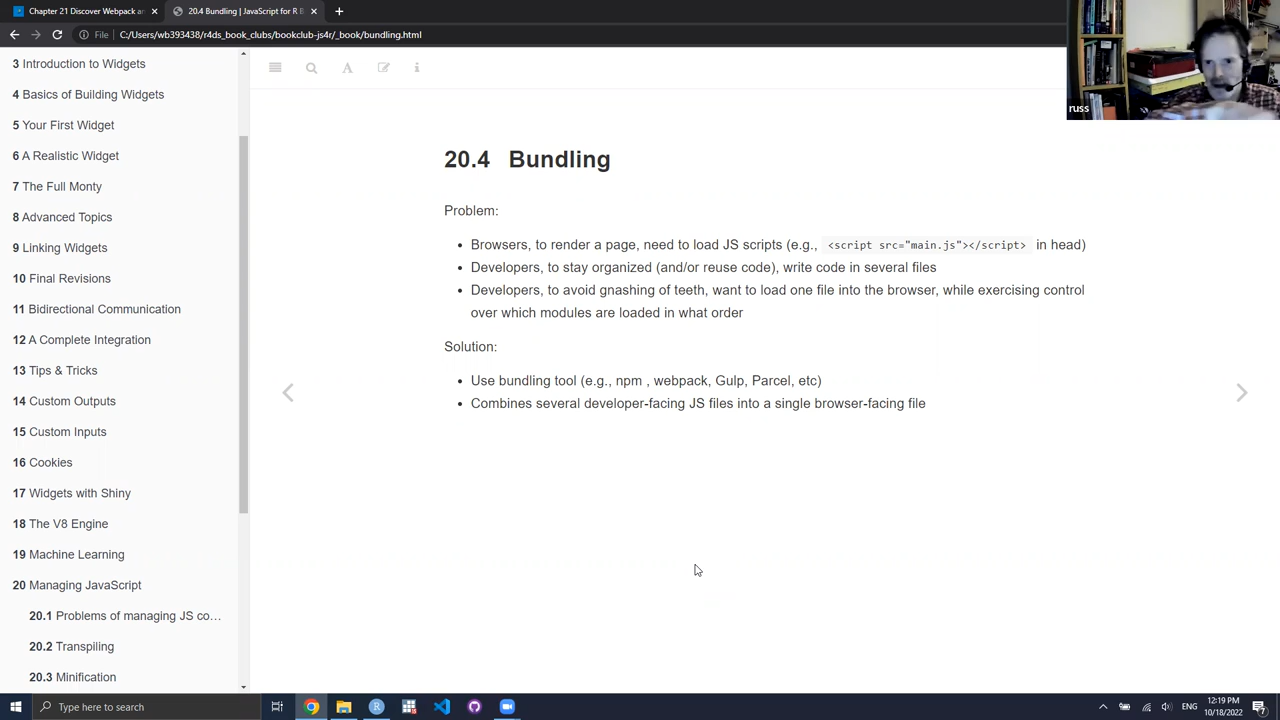 Chapter 21 Discover Webpack an
20.4 Bundling | JavaScript for R B
File
C:/Users/wb393438/r4ds_book_clubs/bookclub-js4r/_book/bundling.html
russ
3 Introduction to Widgets
4 Basics of Building Widgets
5 Your First Widget
6 A Realistic Widget
7 The Full Monty
8 Advanced Topics
9 Linking Widgets
10 Final Revisions
11 Bidirectional Communication
12 A Complete Integration
13 Tips & Tricks
14 Custom Outputs
15 Custom Inputs
16 Cookies
17 Widgets with Shiny
18 The V8 Engine
19 Machine Learning
20 Managing JavaScript
20.1 Problems of managing JS co…
20.2 Transpiling
20.3 Minification
20.4 Bundling
Problem:
• Browsers, to render a page, need to load JS scripts (e.g., <script src="main.js"></script> in head)
• Developers, to stay organized (and/or reuse code), write code in several files
• Developers, to avoid gnashing of teeth, want to load one file into the browser, while exercising control
over which modules are loaded in what order
Solution:
• Use bundling tool (e.g., npm , webpack, Gulp, Parcel, etc)
• Combines several developer-facing JS files into a single browser-facing file
Type here to search
12:19 PM
10/18/2022
7